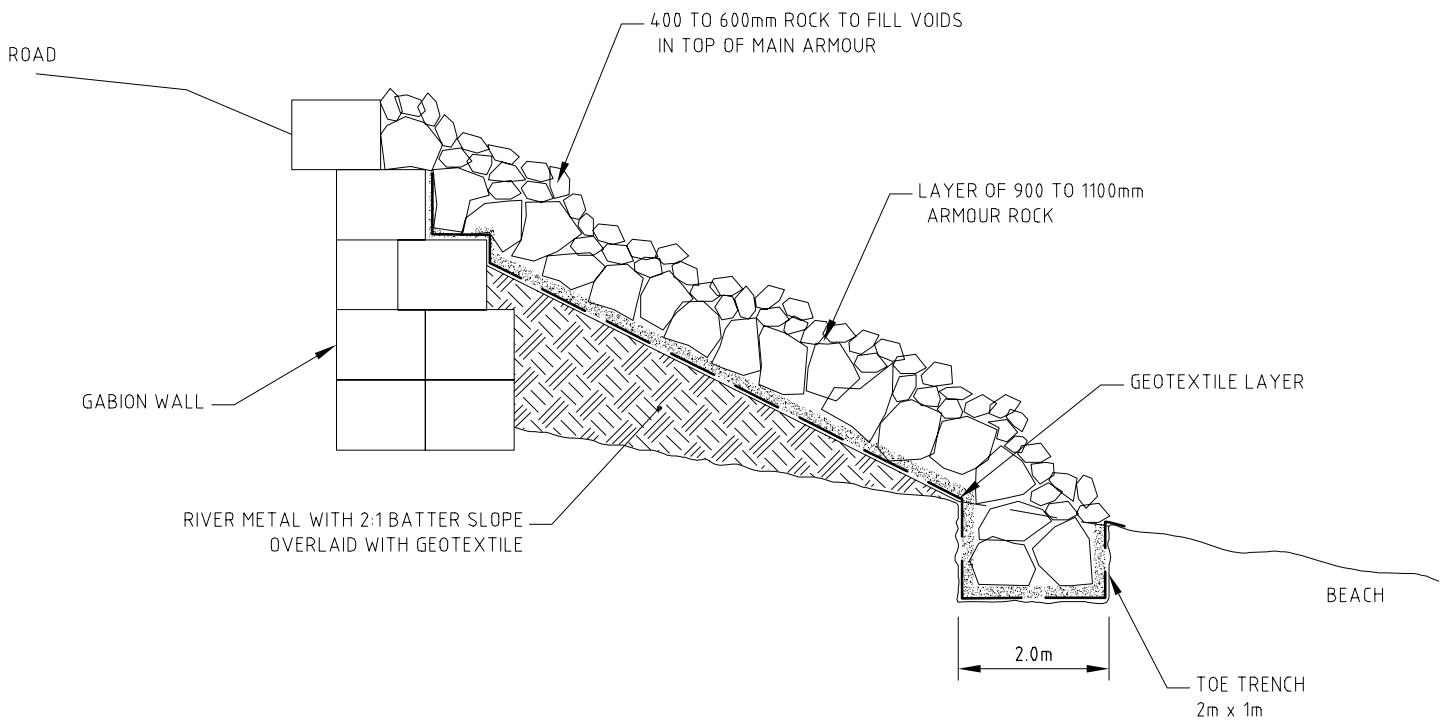 400 TO 600mm ROCK TO FILL VOIDS
IN TOP OF MAIN ARMOUR
ROAD
LAYER OF 900 TO 1100mm
ARMOUR ROCK
GEOTEXTILE LAYER
GABION WALL
RIVER METAL WITH 2:1 BATTER SLOPE
OVERLAID WITH GEOTEXTILE
BEACH
2.0m
TOE TRENCH
2m x 1m